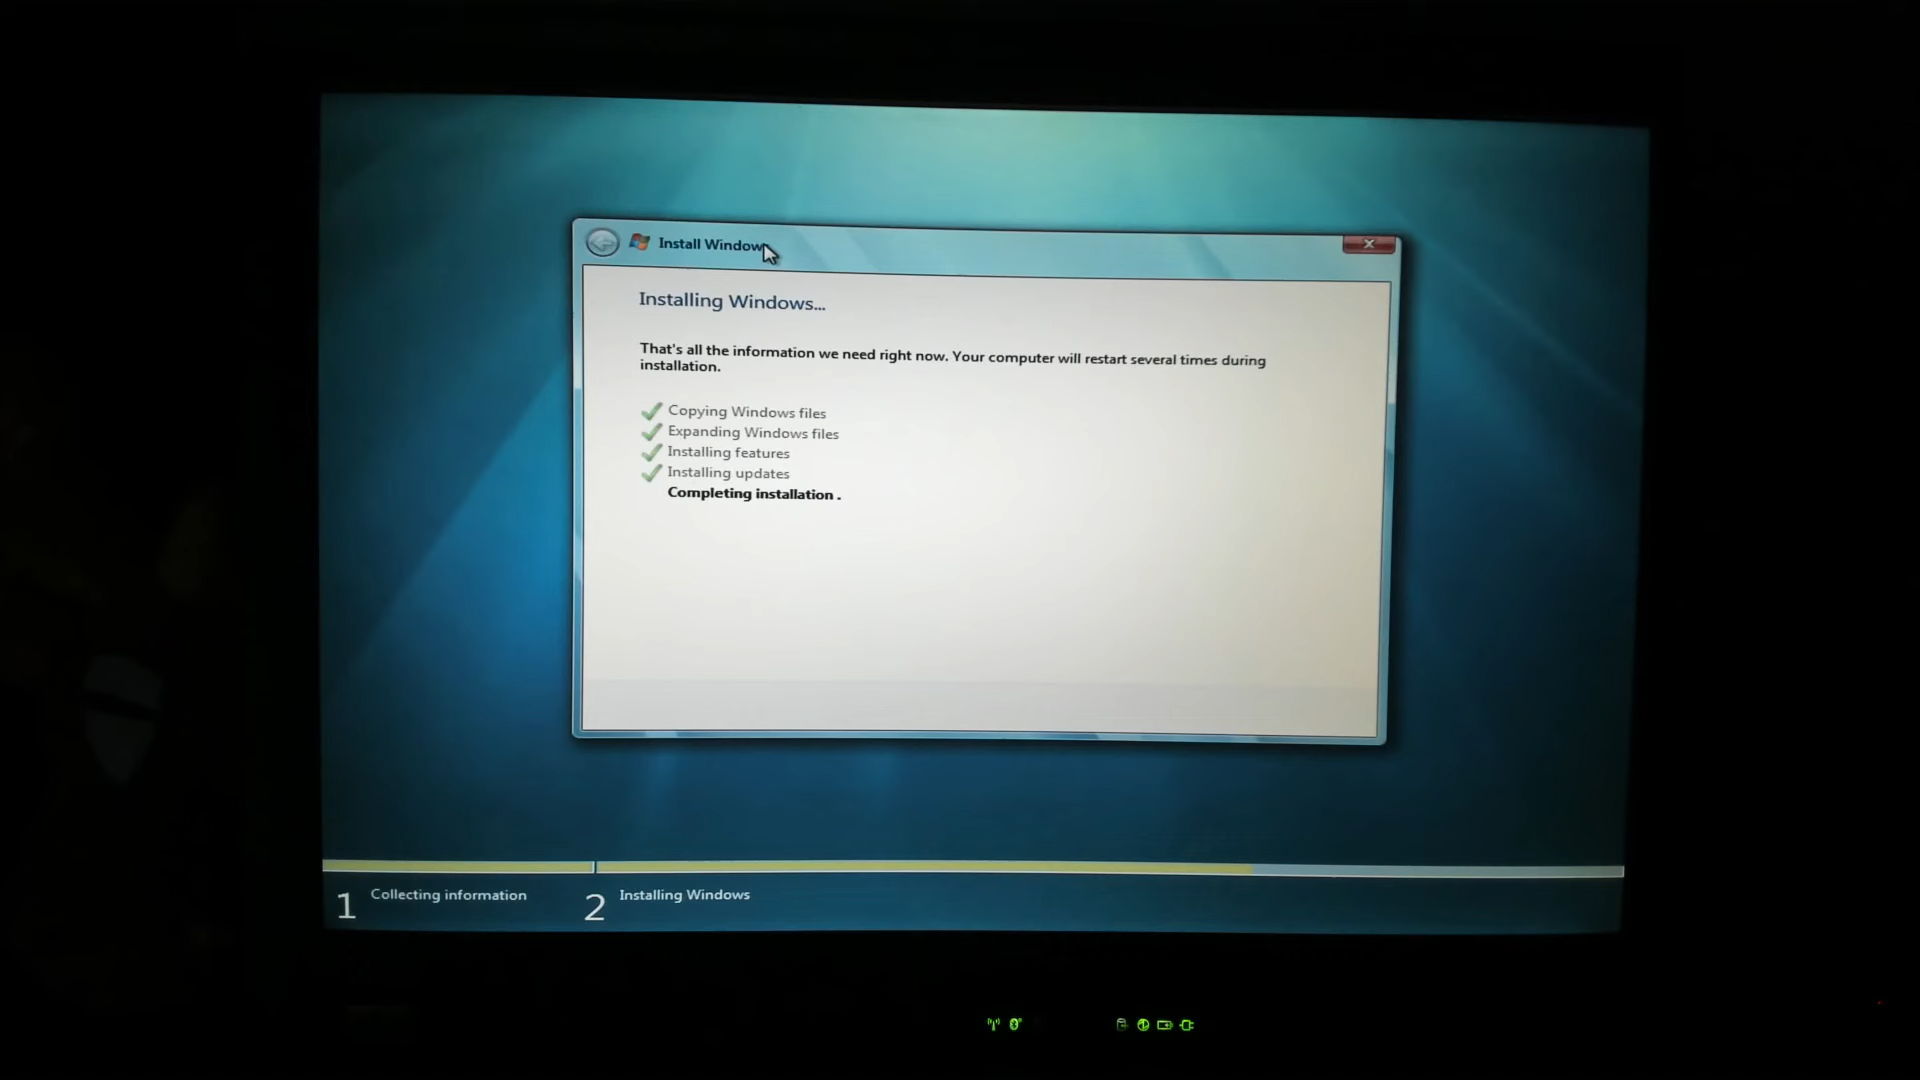 Install Window
Installing Windows...
That's all the information we need right now. Your computer will restart several times during
installation.
Copying Windows files
Expanding Windows files
Installing features
Installing updates
Completing installation .
1 Collecting information
2 Installing Windows